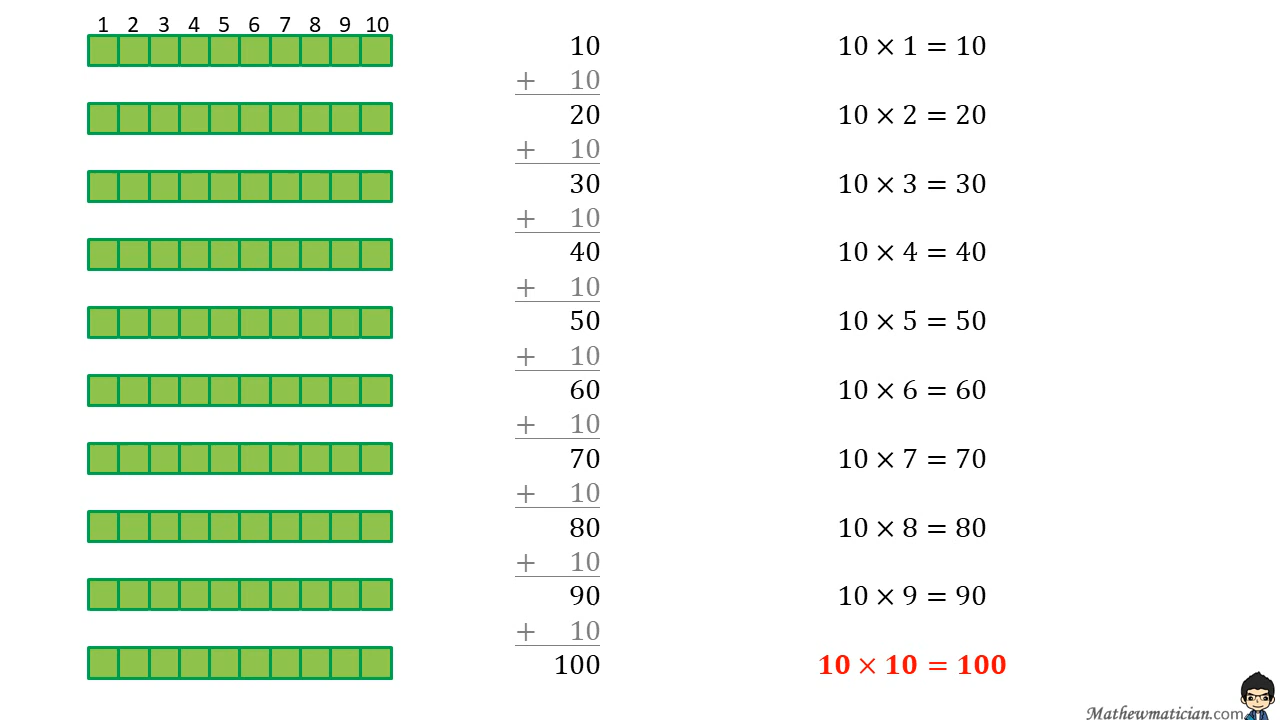 1 2 3 4 5 6 7 8 9 10
10 10 × 1 = 10
+ 10
20 10 × 2 = 20
+ 10
30 10 × 3 = 30
+ 10
40 10 × 4 = 40
+ 10
50 10 × 5 = 50
+ 10
60 10 × 6 = 60
+ 10
70 10 × 7 = 70
+ 10
80 10 × 8 = 80
+ 10
90 10 × 9 = 90
+ 10
100 10 × 10 = 100
Mathewmatician.com